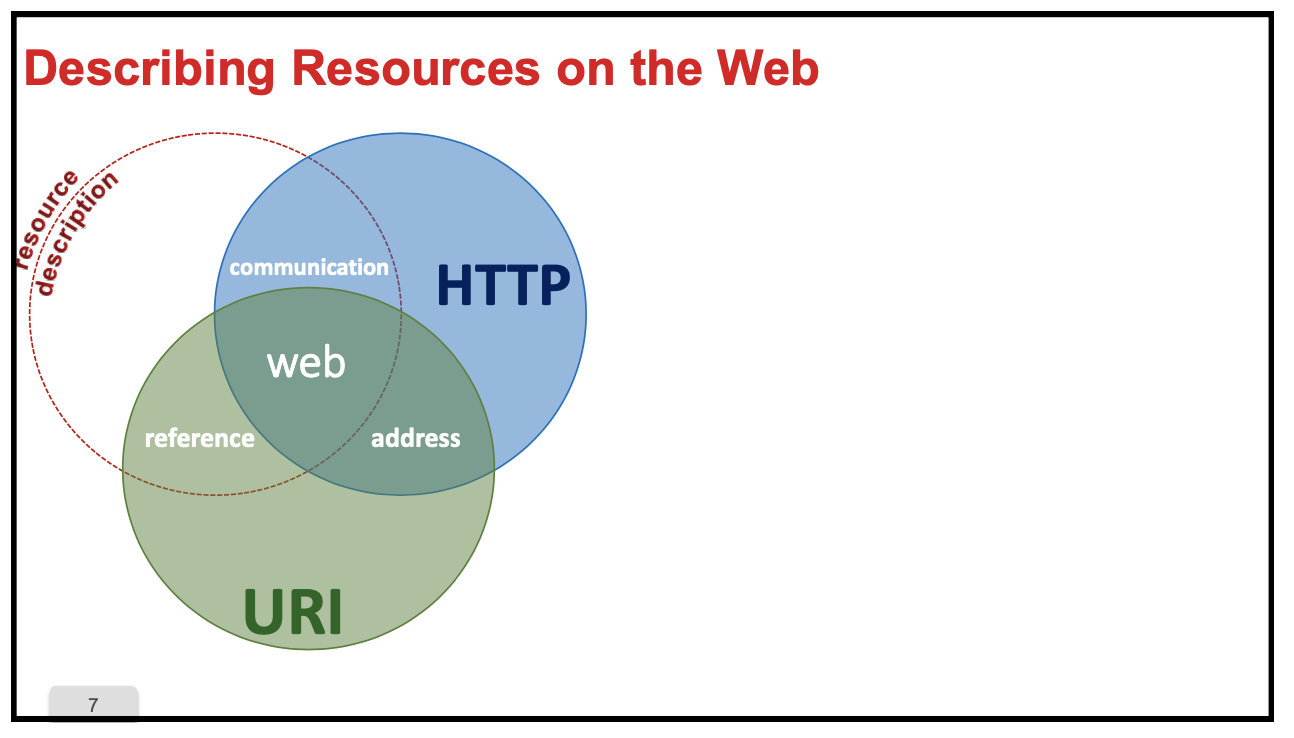 Describing Resources on the Web
resource
description
communication
HTTP
web
reference
address
URI
7